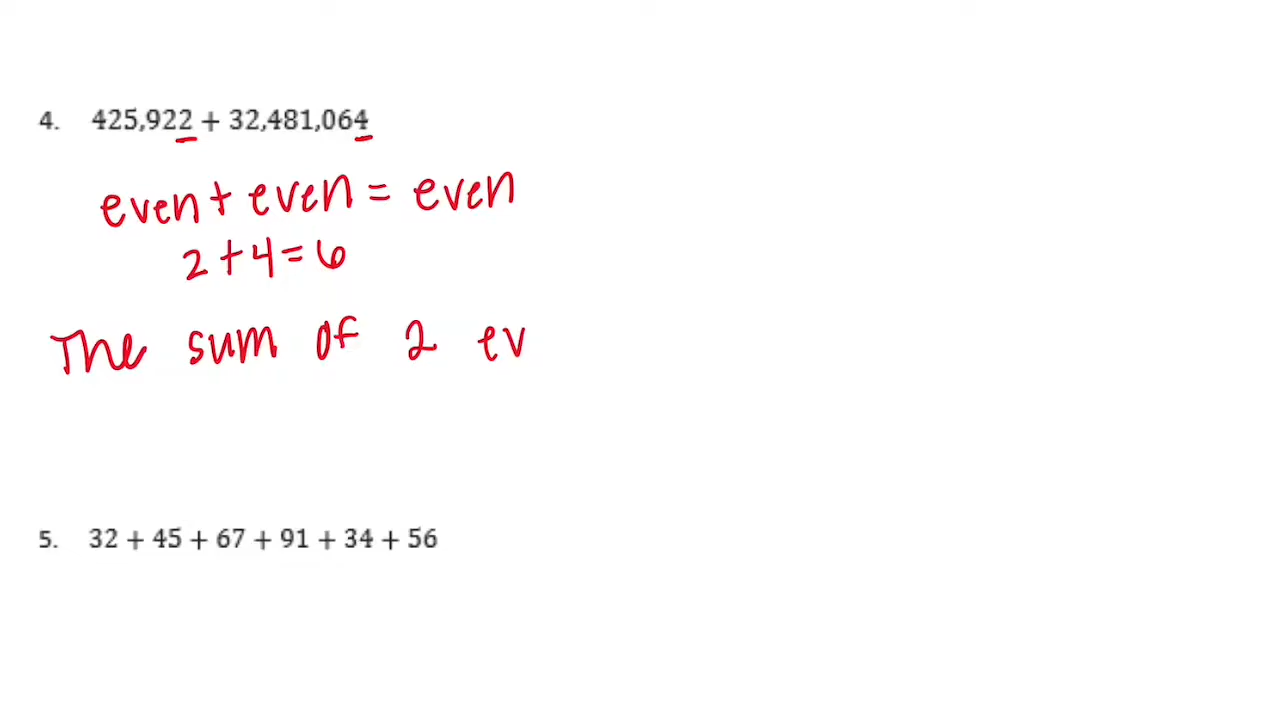 4. 425,922 + 32,481,064
even + even = even
2 + 4 = 6
The sum of 2 ev
5. 32 + 45 + 67 + 91 + 34 + 56